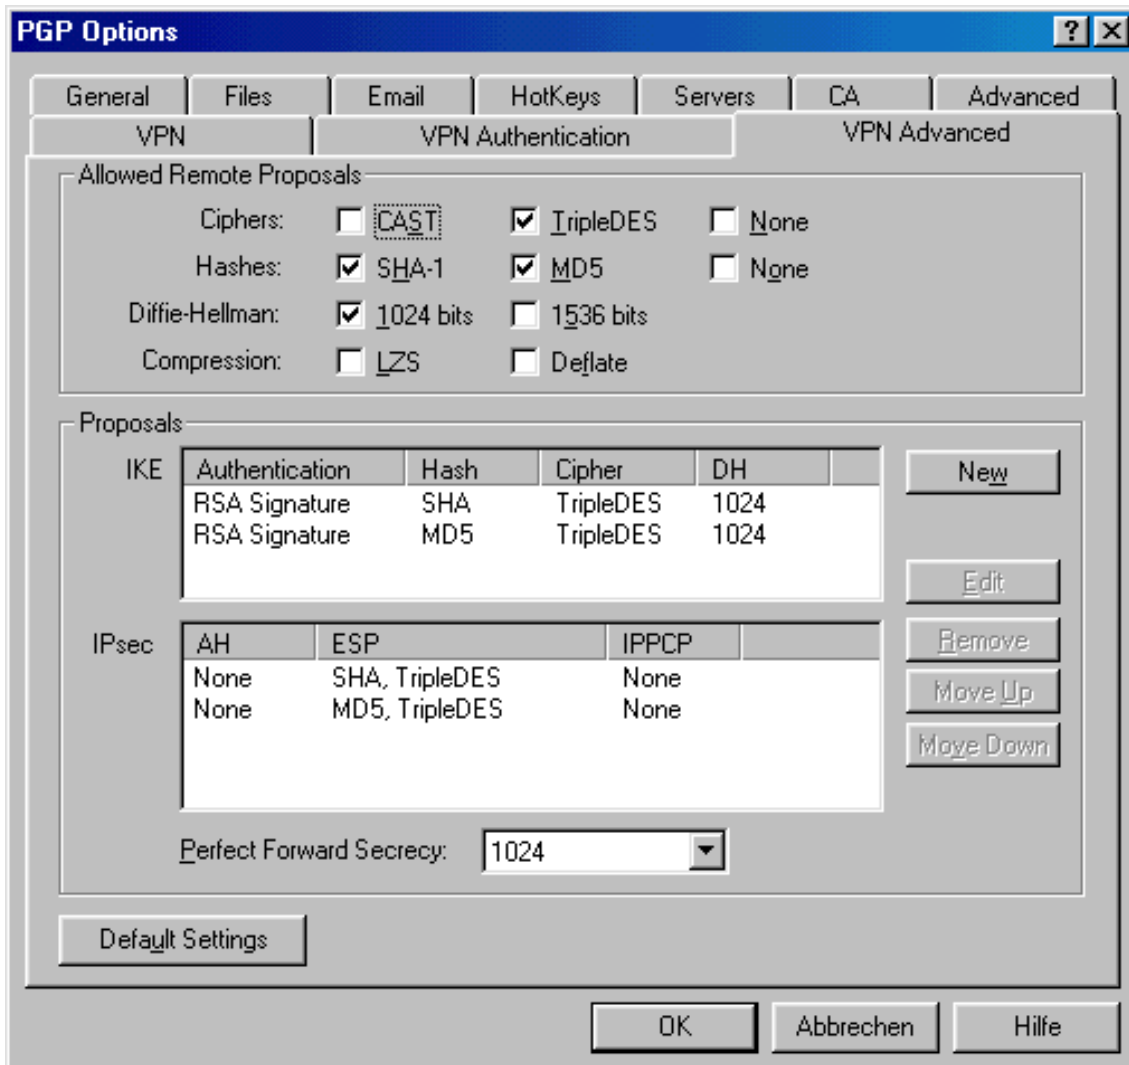 PGP Options
General Files Email HotKeys Servers CA Advanced
VPN VPN Authentication VPN Advanced
Allowed Remote Proposals
Ciphers: CAST TripleDES None
Hashes: SHA-1 MD5 None
Diffie-Hellman: 1024 bits 1536 bits
Compression: LZS Deflate
Proposals
IKE Authentication Hash Cipher DH New
RSA Signature SHA TripleDES 1024
RSA Signature MD5 TripleDES 1024
Edit
IPsec AH ESP IPPCP Remove
None SHA, TripleDES None Move Up
None MD5, TripleDES None
Move Down
Perfect Forward Secrecy: 1024
Default Settings
OK Abbrechen Hilfe